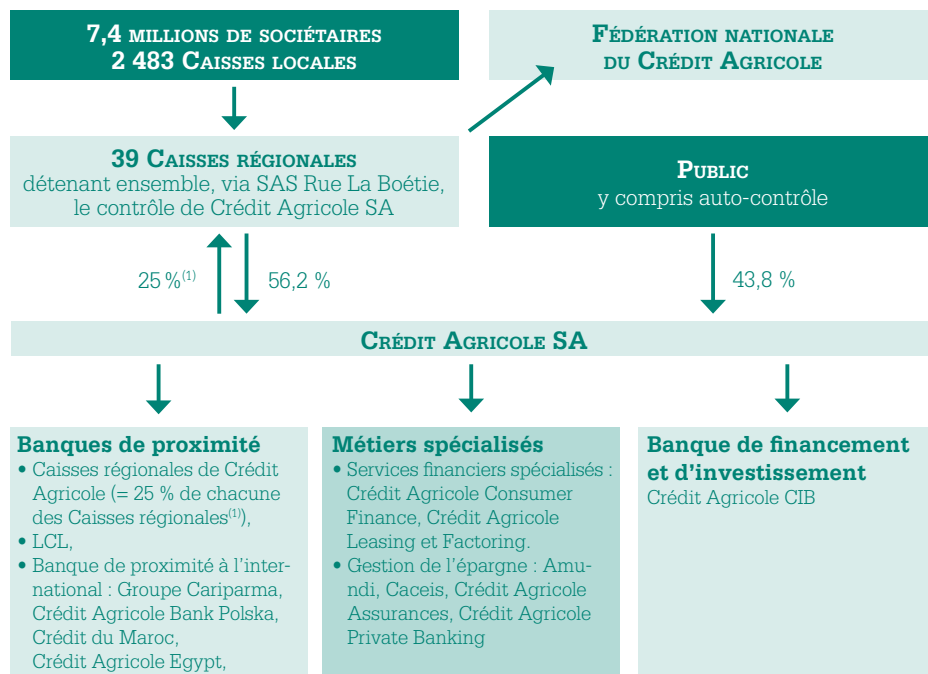 7,4 millions de sociétaires
2 483 Caisses locales
Fédération nationale
du Crédit Agricole
39 Caisses régionales
détenant ensemble, via SAS Rue La Boétie,
le contrôle de Crédit Agricole SA
Public
y compris auto-contrôle
25 %(1)
56,2 %
43,8 %
Crédit Agricole SA
Banques de proximité
• Caisses régionales de Crédit
Agricole (= 25 % de chacune
des Caisses régionales(1)),
• LCL,
• Banque de proximité à l’inter-
national : Groupe Cariparma,
Crédit Agricole Bank Polska,
Crédit du Maroc,
Crédit Agricole Egypt,
Métiers spécialisés
• Services financiers spécialisés :
Crédit Agricole Consumer
Finance, Crédit Agricole
Leasing et Factoring.
• Gestion de l’épargne : Amu-
ndi, Caceis, Crédit Agricole
Assurances, Crédit Agricole
Private Banking
Banque de financement
et d’investissement
Crédit Agricole CIB